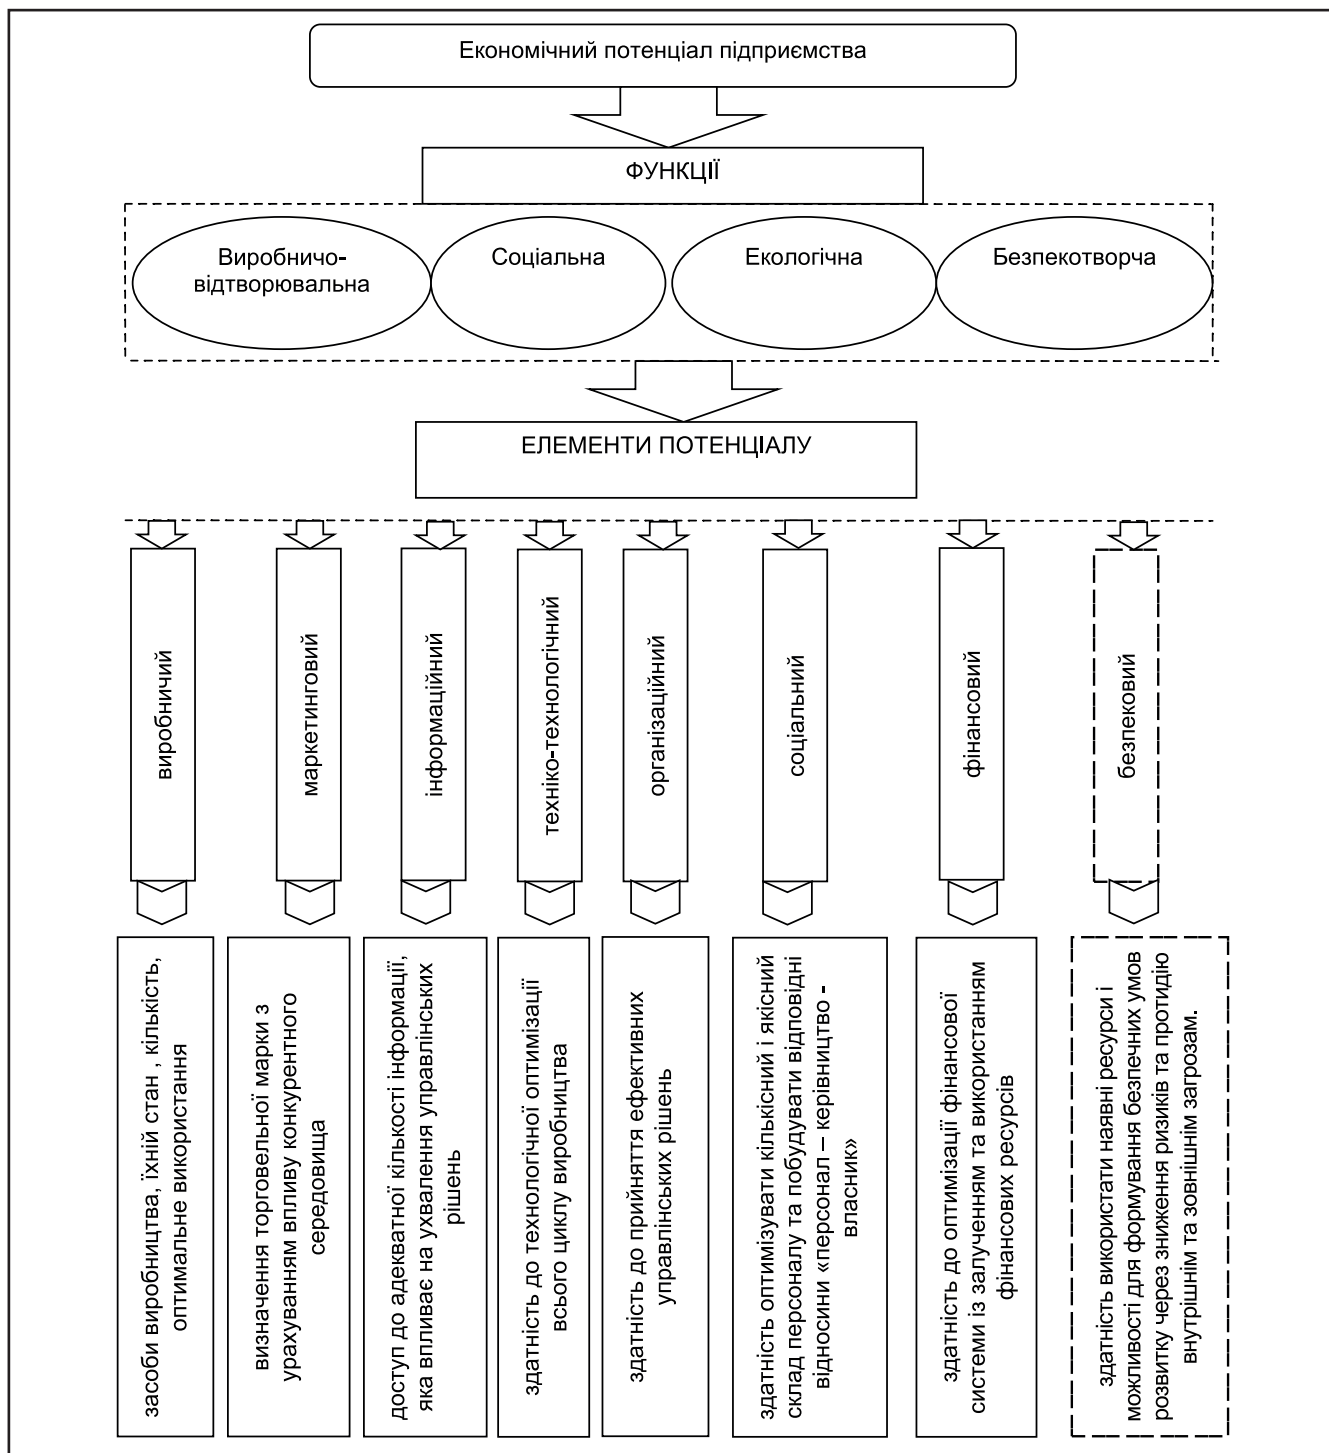 Економічний потенціал підприємства
ФУНКЦІЇ
Виробничо-
відтворювальна
Соціальна
Екологічна
Безпекотворча
ЕЛЕМЕНТИ ПОТЕНЦІАЛУ
виробничий
маркетинговий
інформаційний
техніко-технологічний
організаційний
соціальний
фінансовий
безпековий
засоби виробництва, їхній стан , кількість,
оптимальне використання
визначення торговельної марки з
урахуванням впливу конкурентного
середовища
доступ до адекватної кількості інформації,
яка впливає на ухвалення управлінських
рішень
здатність до технологічної оптимізації
всього циклу виробництва
здатність до прийняття ефективних
управлінських рішень
здатність оптимізувати кількісний і якісний
склад персоналу та побудувати відповідні
відносини «персонал – керівництво -
власник»
здатність до оптимізації фінансової
системи із залученням та використанням
фінансових ресурсів
здатність використати наявні ресурси і
можливості для формування безпечних умов
розвитку через зниження ризиків та протидію
внутрішнім та зовнішнім загрозам.